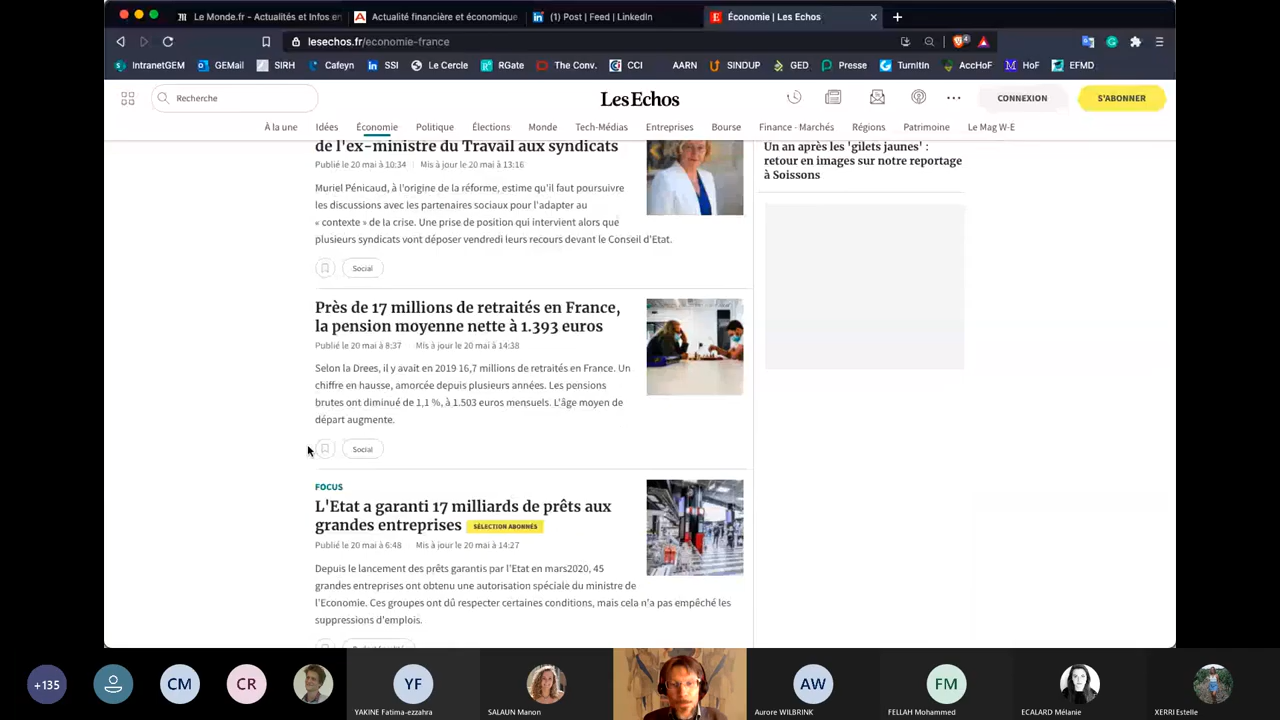 Le Monde.fr - Actualités et Infos en
Actualité financière et économique
(1) Post | Feed | LinkedIn
Économie | Les Echos
lesechos.fr/economie-france
IntranetGEM
GEMail
SIRH
Cafeyn
SSI
Le Cercle
RGate
The Conv.
CCI
AARN
SINDUP
GED
Presse
TurnitIn
AccHoF
HoF
EFMD
Recherche
Les Echos
CONNEXION
S'ABONNER
À la une
Idées
Économie
Politique
Élections
Monde
Tech-Médias
Entreprises
Bourse
Finance - Marchés
Régions
Patrimoine
Le Mag W-E
de l'ex-ministre du Travail aux syndicats
Publié le 20 mai à 10:34 | Mis à jour le 20 mai à 13:16
Muriel Pénicaud, à l'origine de la réforme, estime qu'il faut poursuivre
les discussions avec les partenaires sociaux pour l'adapter au
« contexte » de la crise. Une prise de position qui intervient alors que
plusieurs syndicats vont déposer vendredi leurs recours devant le Conseil d'Etat.
Social
Un an après les 'gilets jaunes' :
retour en images sur notre reportage
à Soissons
Près de 17 millions de retraités en France,
la pension moyenne nette à 1.393 euros
Publié le 20 mai à 8:37 Mis à jour le 20 mai à 14:38
Selon la Drees, il y avait en 2019 16,7 millions de retraités en France. Un
chiffre en hausse, amorcée depuis plusieurs années. Les pensions
brutes ont diminué de 1,1 %, à 1.503 euros mensuels. L'âge moyen de
départ augmente.
Social
FOCUS
L'Etat a garanti 17 milliards de prêts aux
grandes entreprises SÉLECTION ABONNÉS
Publié le 20 mai à 6:48 Mis à jour le 20 mai à 14:27
Depuis le lancement des prêts garantis par l'Etat en mars2020, 45
grandes entreprises ont obtenu une autorisation spéciale du ministre de
l'Economie. Ces groupes ont dû respecter certaines conditions, mais cela n'a pas empêché les
suppressions d'emplois.
+135
CM
CR
YF
YAKINE Fatima-ezzahra
SALAUN Manon
AW
Aurore WILBRINK
FM
FELLAH Mohammed
ECALARD Mélanie
XERRI Estelle